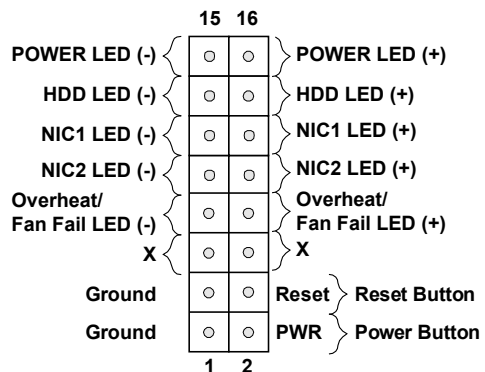 15 16
POWER LED (-) POWER LED (+)
HDD LED (-) HDD LED (+)
NIC1 LED (-) NIC1 LED (+)
NIC2 LED (-) NIC2 LED (+)
Overheat/ Overheat/
Fan Fail LED (-) Fan Fail LED (+)
X X
Ground Reset Reset Button
Ground PWR Power Button
1 2